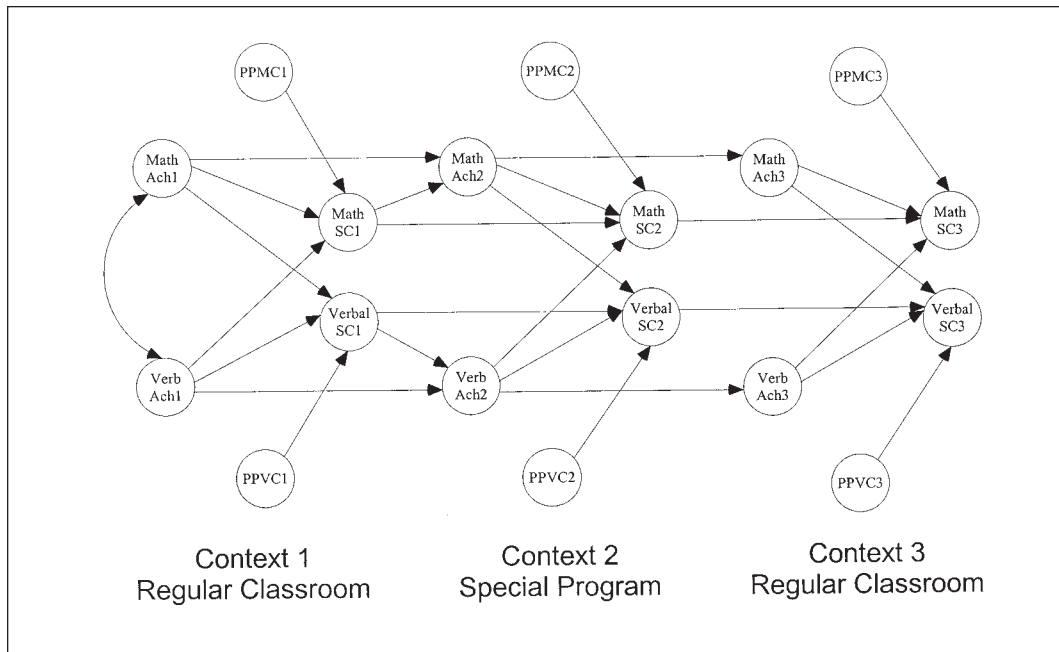 PPMC1
PPMC2
PPMC3
Math
Ach1
Math
Ach2
Math
Ach3
Math
SC1
Math
SC2
Math
SC3
Verbal
SC1
Verbal
SC2
Verbal
SC3
Verb
Ach1
Verb
Ach2
Verb
Ach3
PPVC1
PPVC2
PPVC3
Context 1
Regular Classroom
Context 2
Special Program
Context 3
Regular Classroom